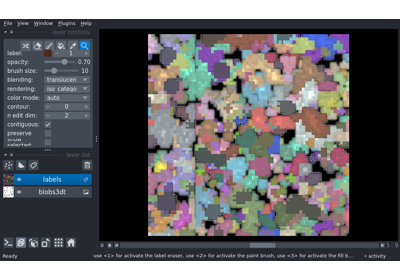 File View Window Plugins Help
layer controls
label: 1
opacity: 0.70
brush size: 10
blending: translucen
rendering: iso_catego
color mode: auto
contour: 0
n edit dim: 2
contiguous:
preserve
selected:
layer list
labels
blobs3dt
Ready
use <1> for activate the label eraser, use <2> for activate the paint brush, use <3> for activate the fill b...
activity